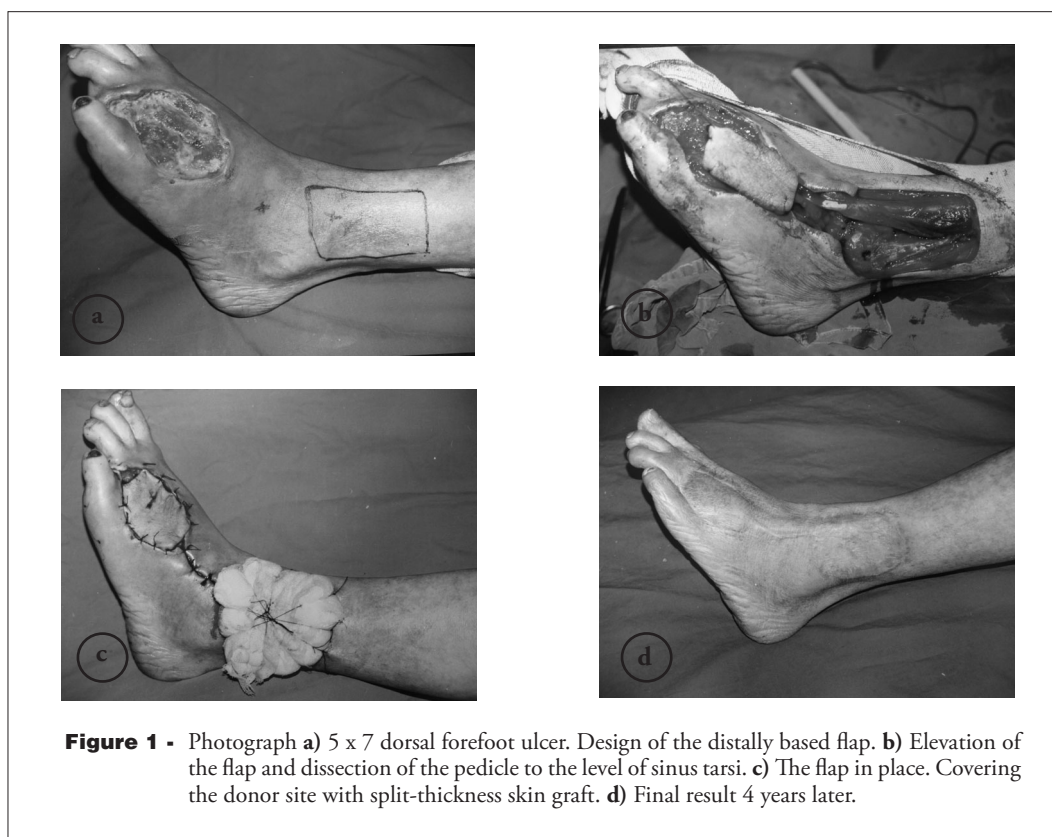 a
b
c
d
Figure 1 - Photograph a) 5 x 7 dorsal forefoot ulcer. Design of the distally based flap. b) Elevation of
the flap and dissection of the pedicle to the level of sinus tarsi. c) The flap in place. Covering
the donor site with split-thickness skin graft. d) Final result 4 years later.